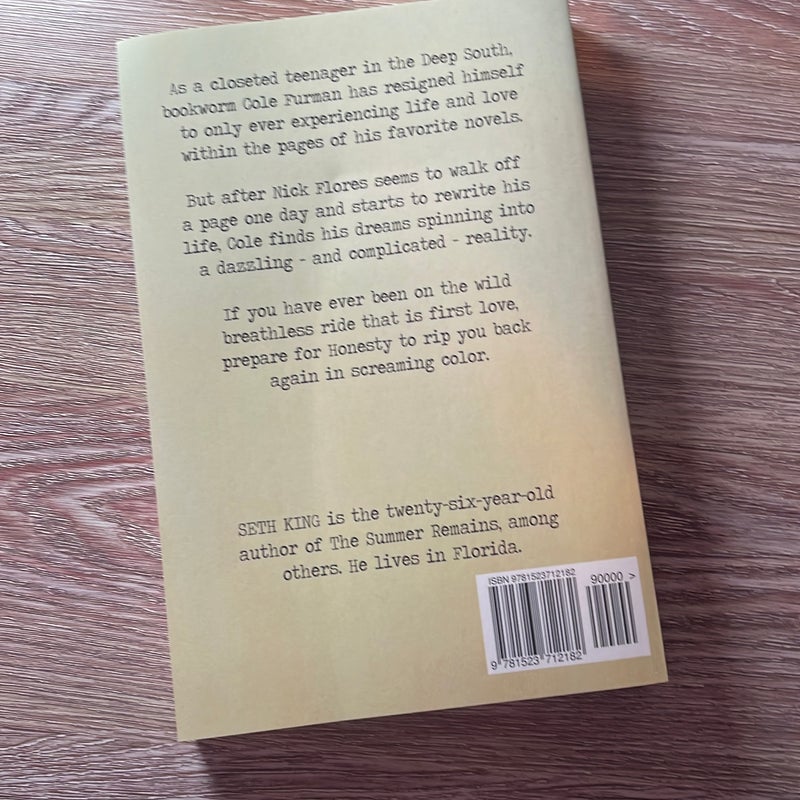 As a closeted teenager in the Deep South,
bookworm Cole Furman has resigned himself
to only ever experiencing life and love
within the pages of his favorite novels.
But after Nick Flores seems to walk off
a page one day and starts to rewrite his
life, Cole finds his dreams spinning into
a dazzling - and complicated - reality.
If you have ever been on the wild
breathless ride that is first love,
prepare for Honesty to rip you back
again in screaming color.
SETH KING is the twenty-six-year-old
author of The Summer Remains, among
others. He lives in Florida.
ISBN 9781523712182
90000 >
9 781523 712182